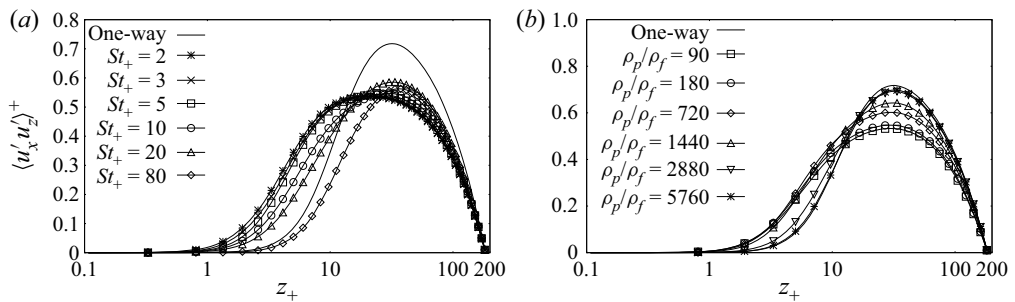 (a)
0.8
0.7
0.6
0.5
0.4
0.3
0.2
0.1
0
⟨u′x u′z⟩+
One-way
St+ = 2
St+ = 3
St+ = 5
St+ = 10
St+ = 20
St+ = 80
0.1 1 10 100 200
z+
(b)
1.0
0.8
0.6
0.4
0.2
0
One-way
ρp/ρf = 90
ρp/ρf = 180
ρp/ρf = 720
ρp/ρf = 1440
ρp/ρf = 2880
ρp/ρf = 5760
0.1 1 10 100 200
z+